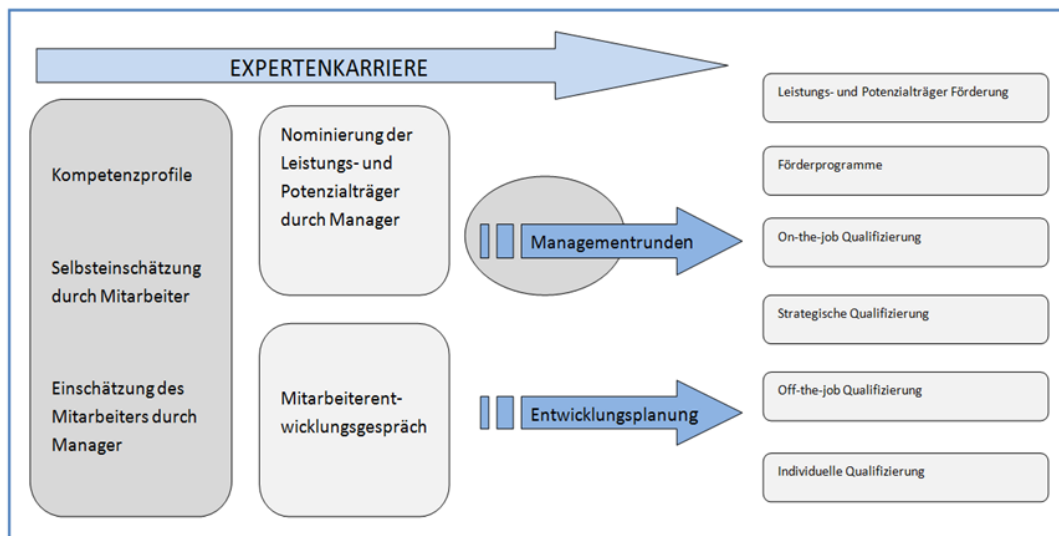 EXPERTENKARRIERE
Kompetenzprofile
Selbsteinschätzung
durch Mitarbeiter
Einschätzung des
Mitarbeiters durch
Manager
Nominierung der
Leistungs- und
Potenzialträger
durch Manager
Mitarbeiterent-
wicklungsgespräch
Managementrunden
Entwicklungsplanung
Leistungs- und Potenzialträger Förderung
Förderprogramme
On-the-job Qualifizierung
Strategische Qualifizierung
Off-the-job Qualifizierung
Individuelle Qualifizierung